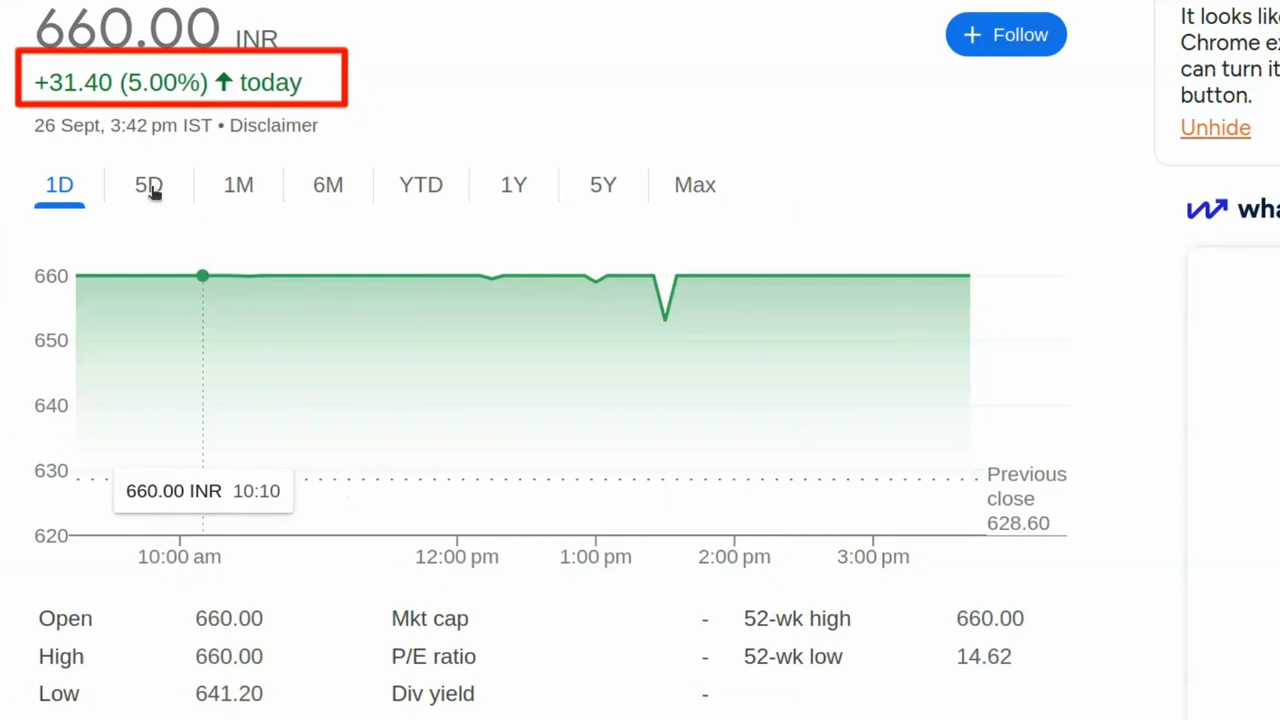 660.00 INR
+ Follow
+31.40 (5.00%) ↑ today
26 Sept, 3:42 pm IST • Disclaimer
1D 5D 1M 6M YTD 1Y 5Y Max
660
650
640
630
620
660.00 INR 10:10
Previous
close
628.60
10:00 am 12:00 pm 1:00 pm 2:00 pm 3:00 pm
Open 660.00 Mkt cap - 52-wk high 660.00
High 660.00 P/E ratio - 52-wk low 14.62
Low 641.20 Div yield -
It looks like
Chrome
can turn it
button.
Unhide